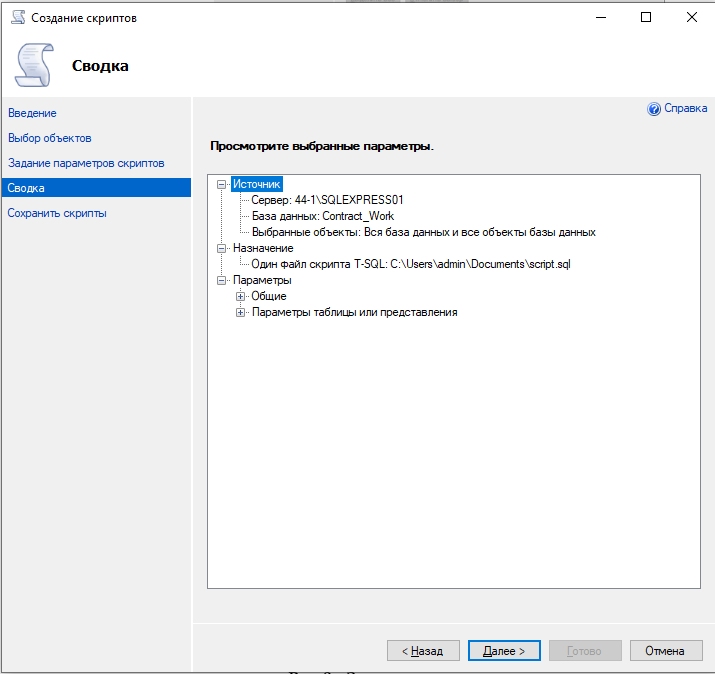 Создание скриптов
Сводка
Справка
Введение
Выбор объектов
Задание параметров скриптов
Сводка
Сохранить скрипты
Просмотрите выбранные параметры.
Источник
Сервер: 44-1\SQLEXPRESS01
База данных: Contract_Work
Выбранные объекты: Вся база данных и все объекты базы данных
Назначение
Один файл скрипта T-SQL: C:\Users\admin\Documents\script.sql
Параметры
Общие
Параметры таблицы или представления
< Назад Далее > Готово Отмена